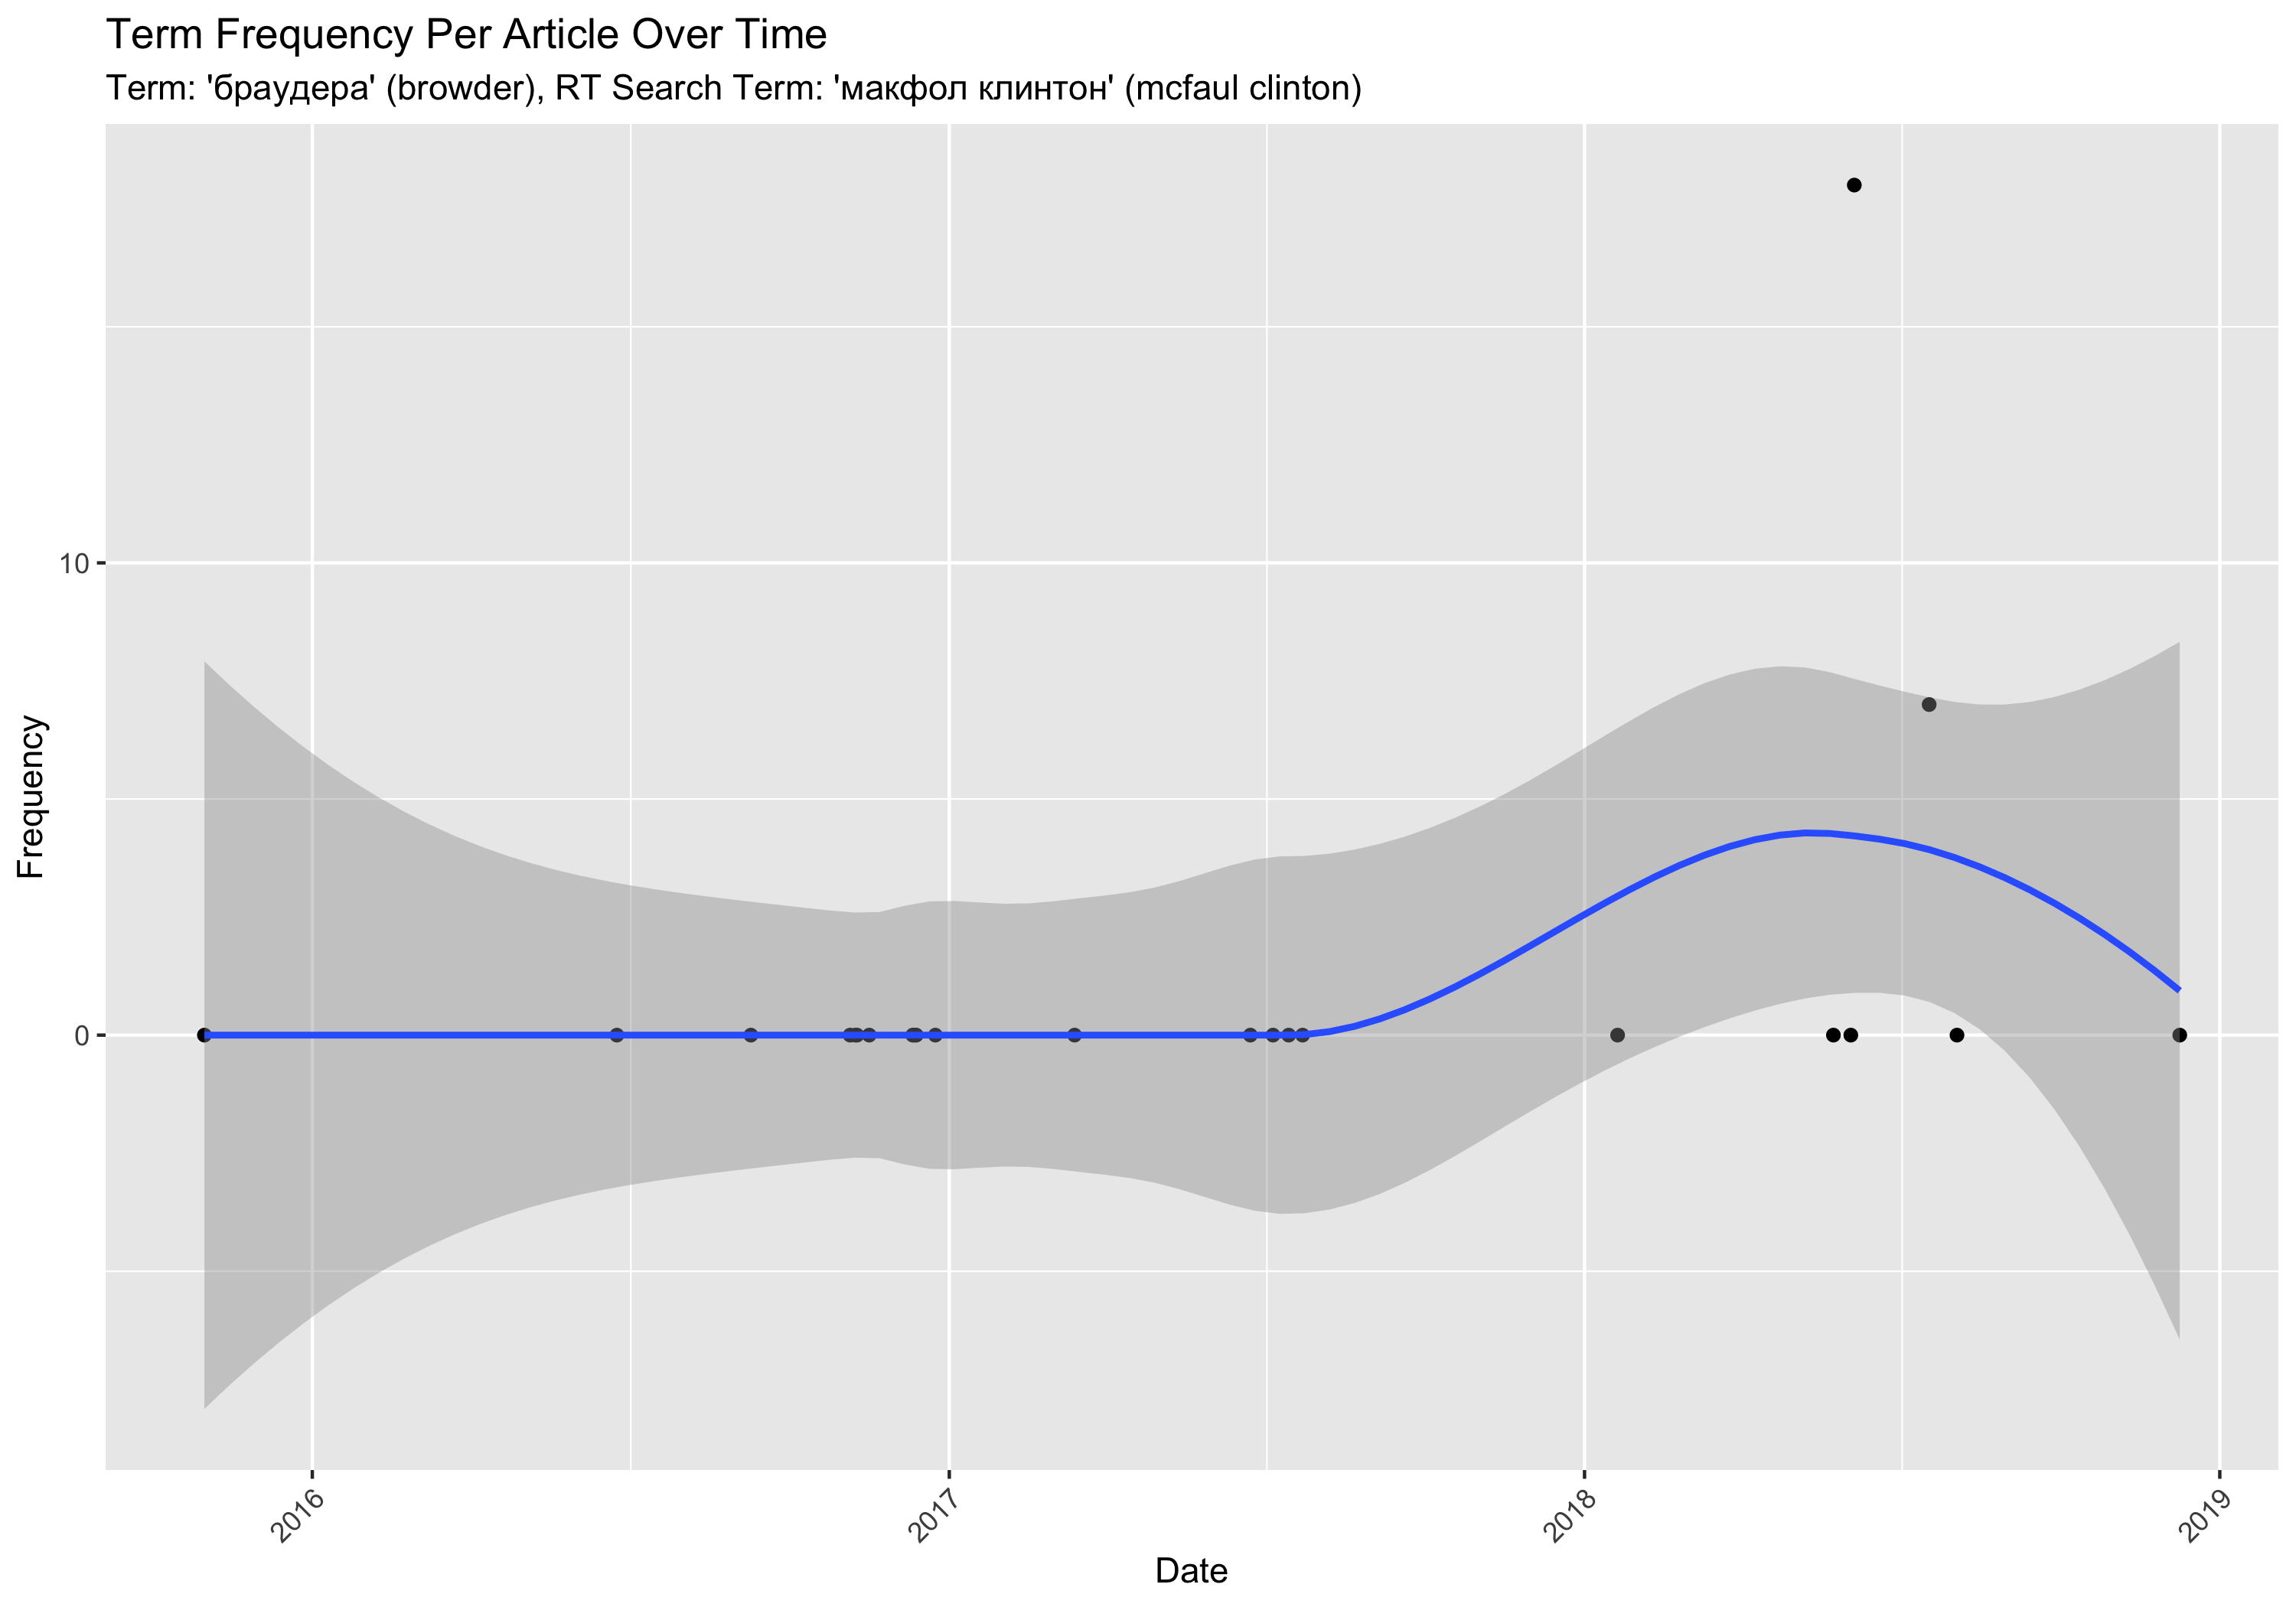 Term Frequency Per Article Over Time
Term: 'браудера' (browder), RT Search Term: 'макфол клинтон' (mcfaul clinton)
Frequency
10
0
2016
2017
2018
2019
Date